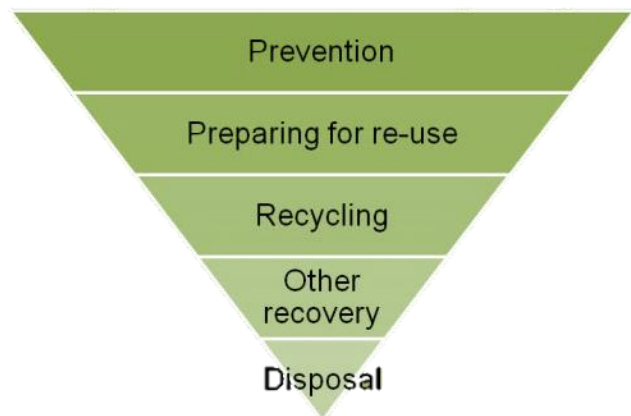 Prevention
Preparing for re-use
Recycling
Other
recovery
Disposal